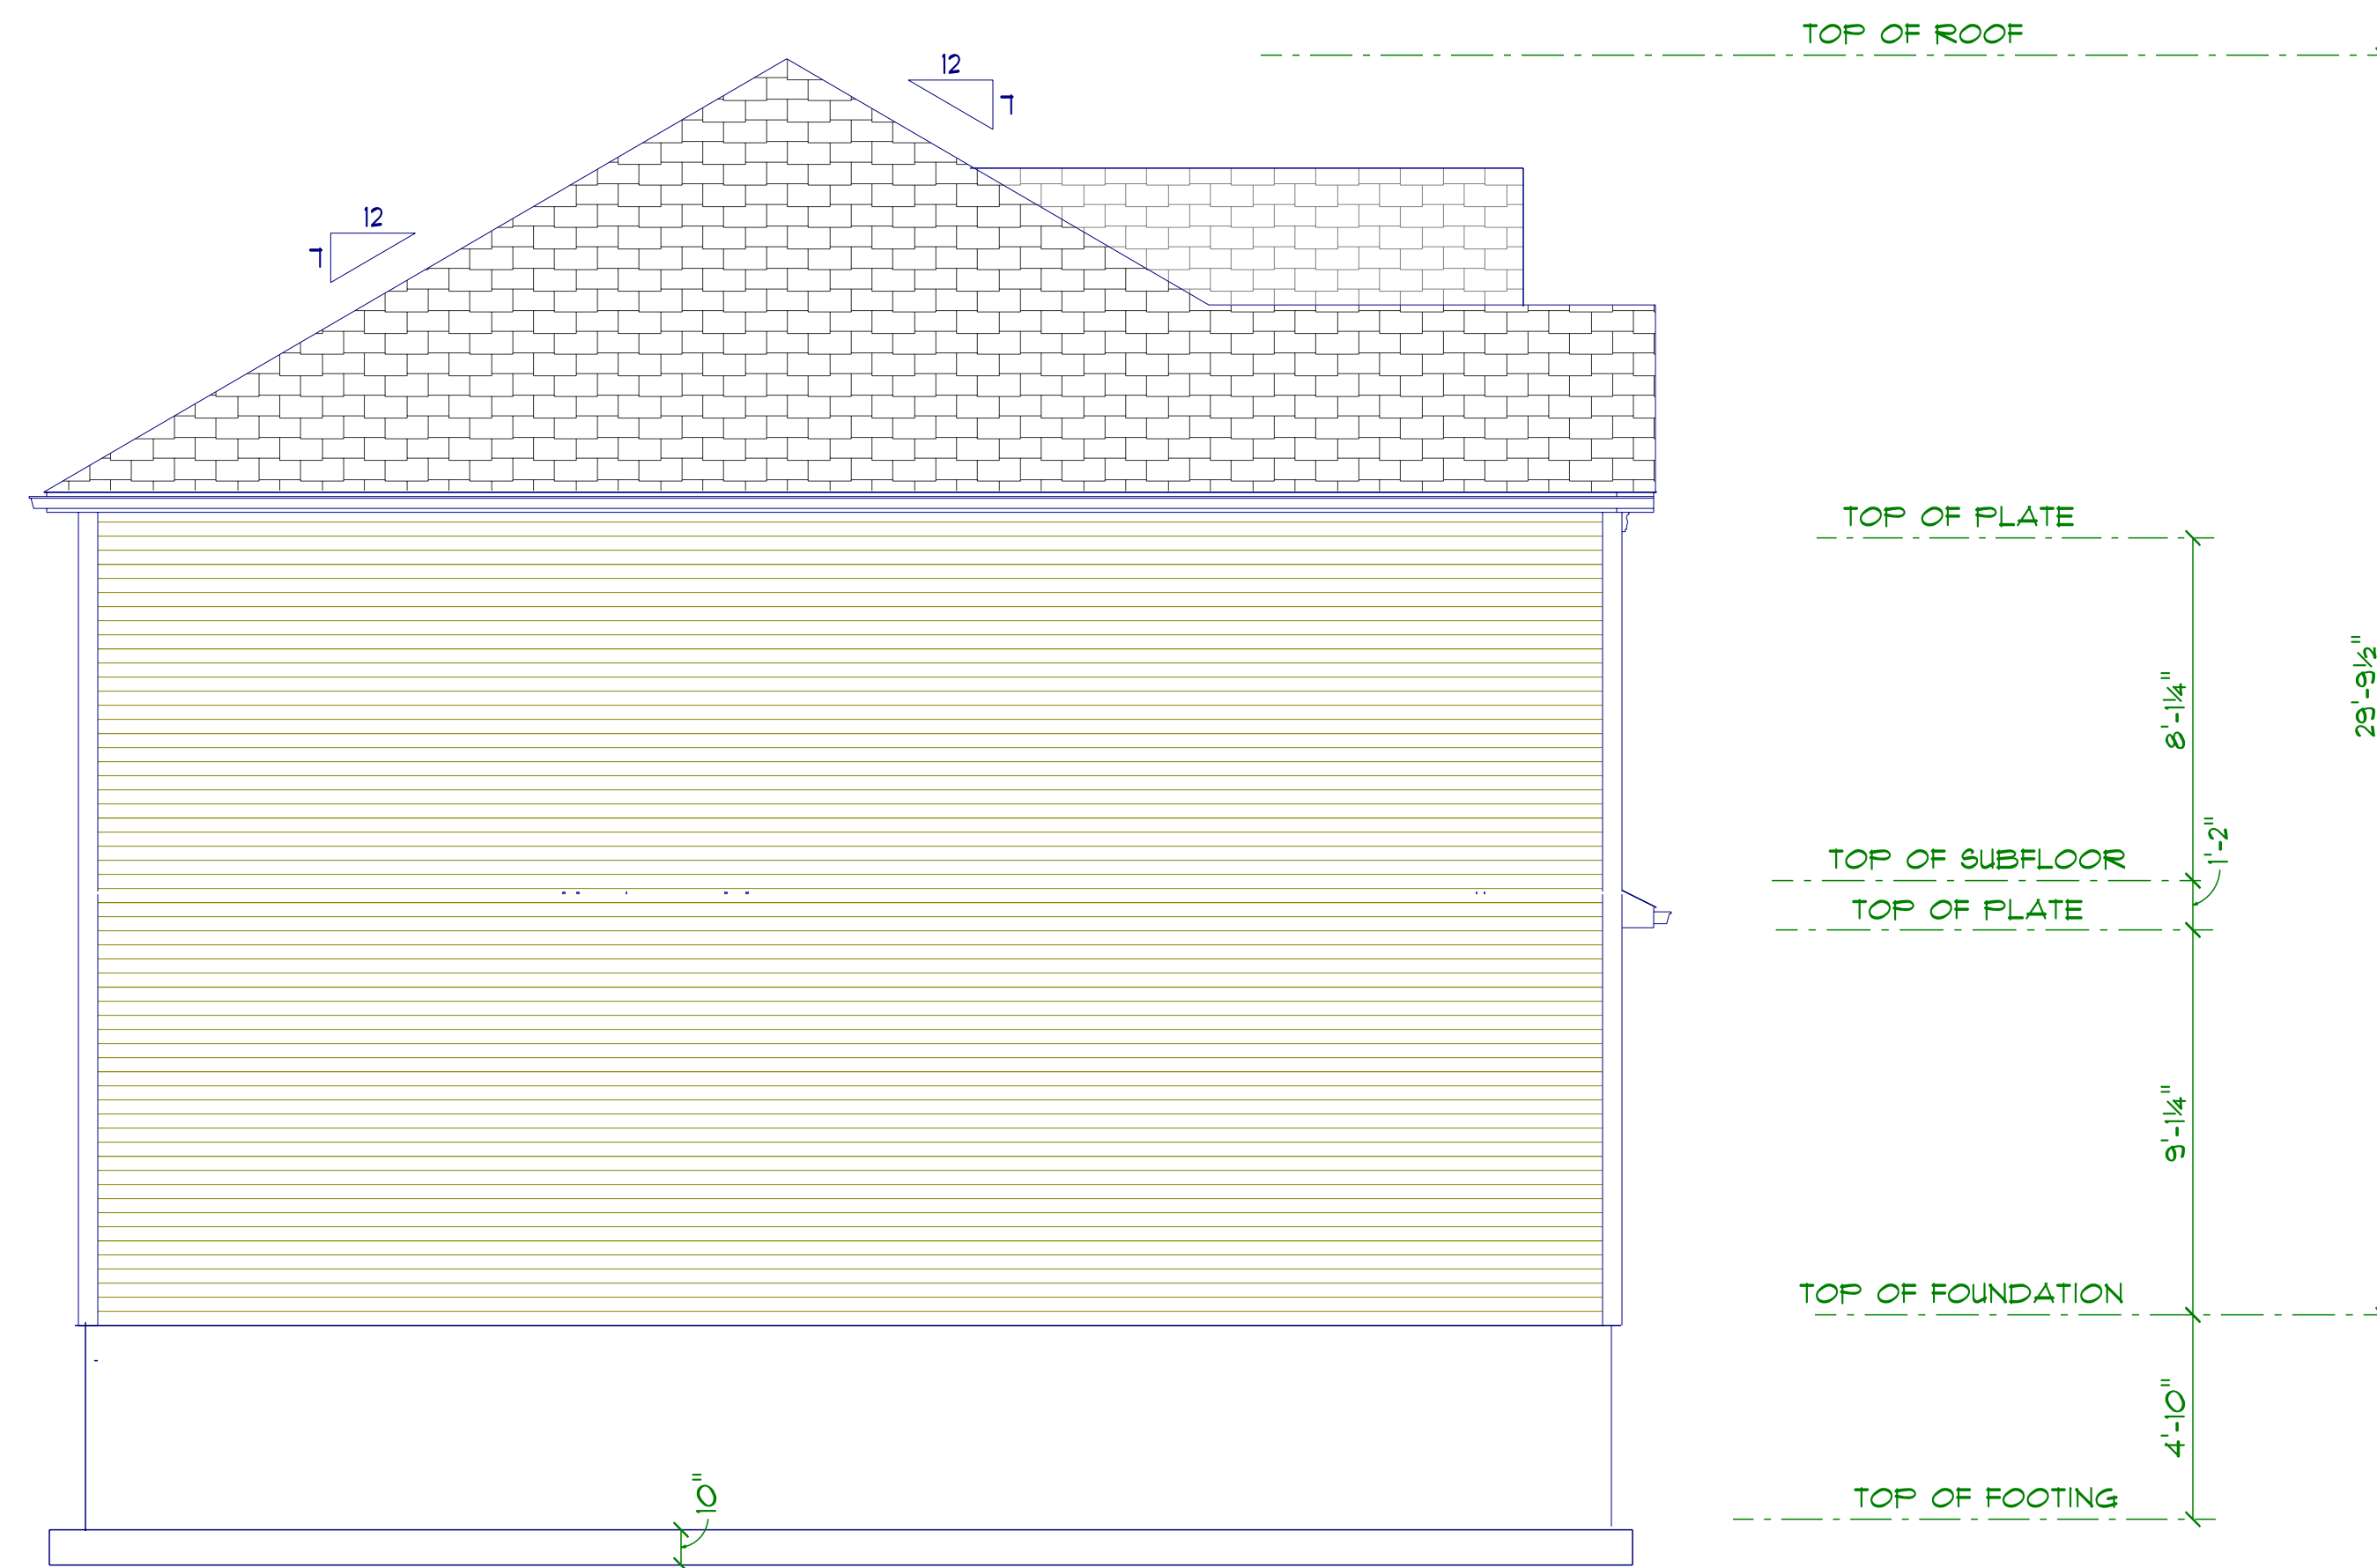 TOP OF ROOF
12
7
12
7
TOP OF PLATE
8'-1¼"
29'-9½"
1'-2"
TOP OF SUBFLOOR
TOP OF PLATE
9'-1¼"
TOP OF FOUNDATION
4'-10"
10"
TOP OF FOOTING